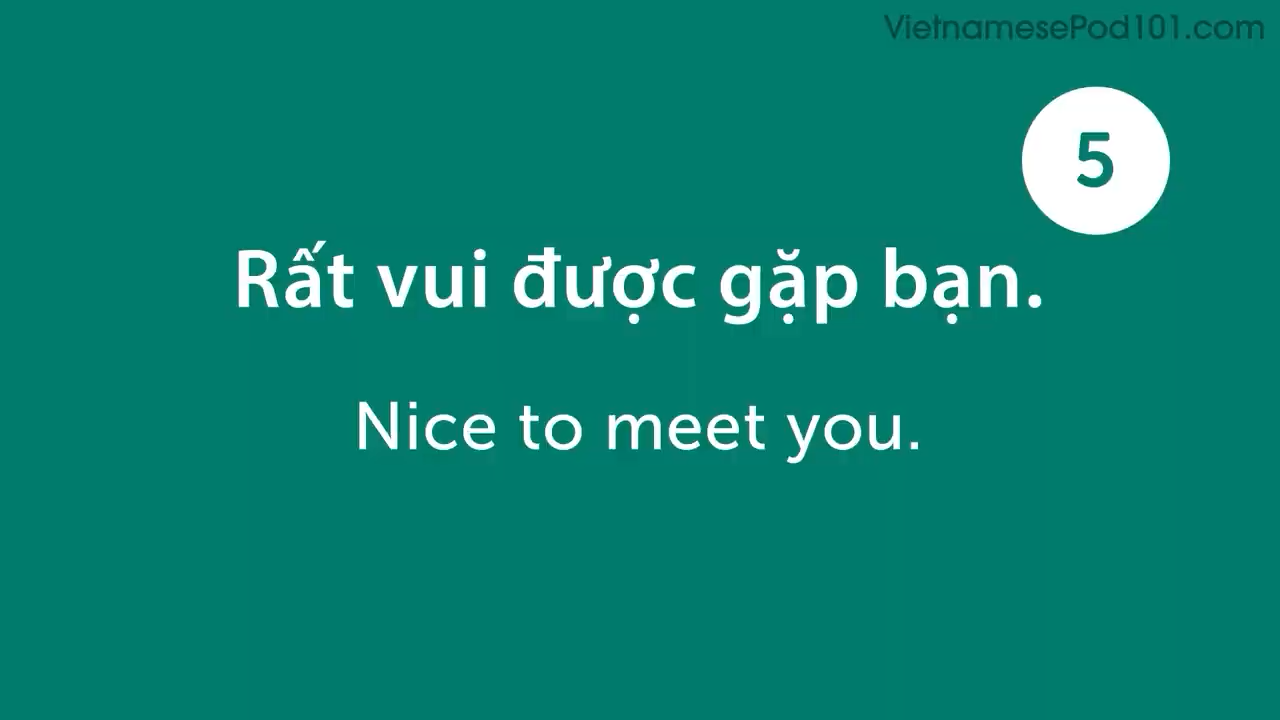 VietnamesePod101.com
5
Rất vui được gặp bạn.
Nice to meet you.